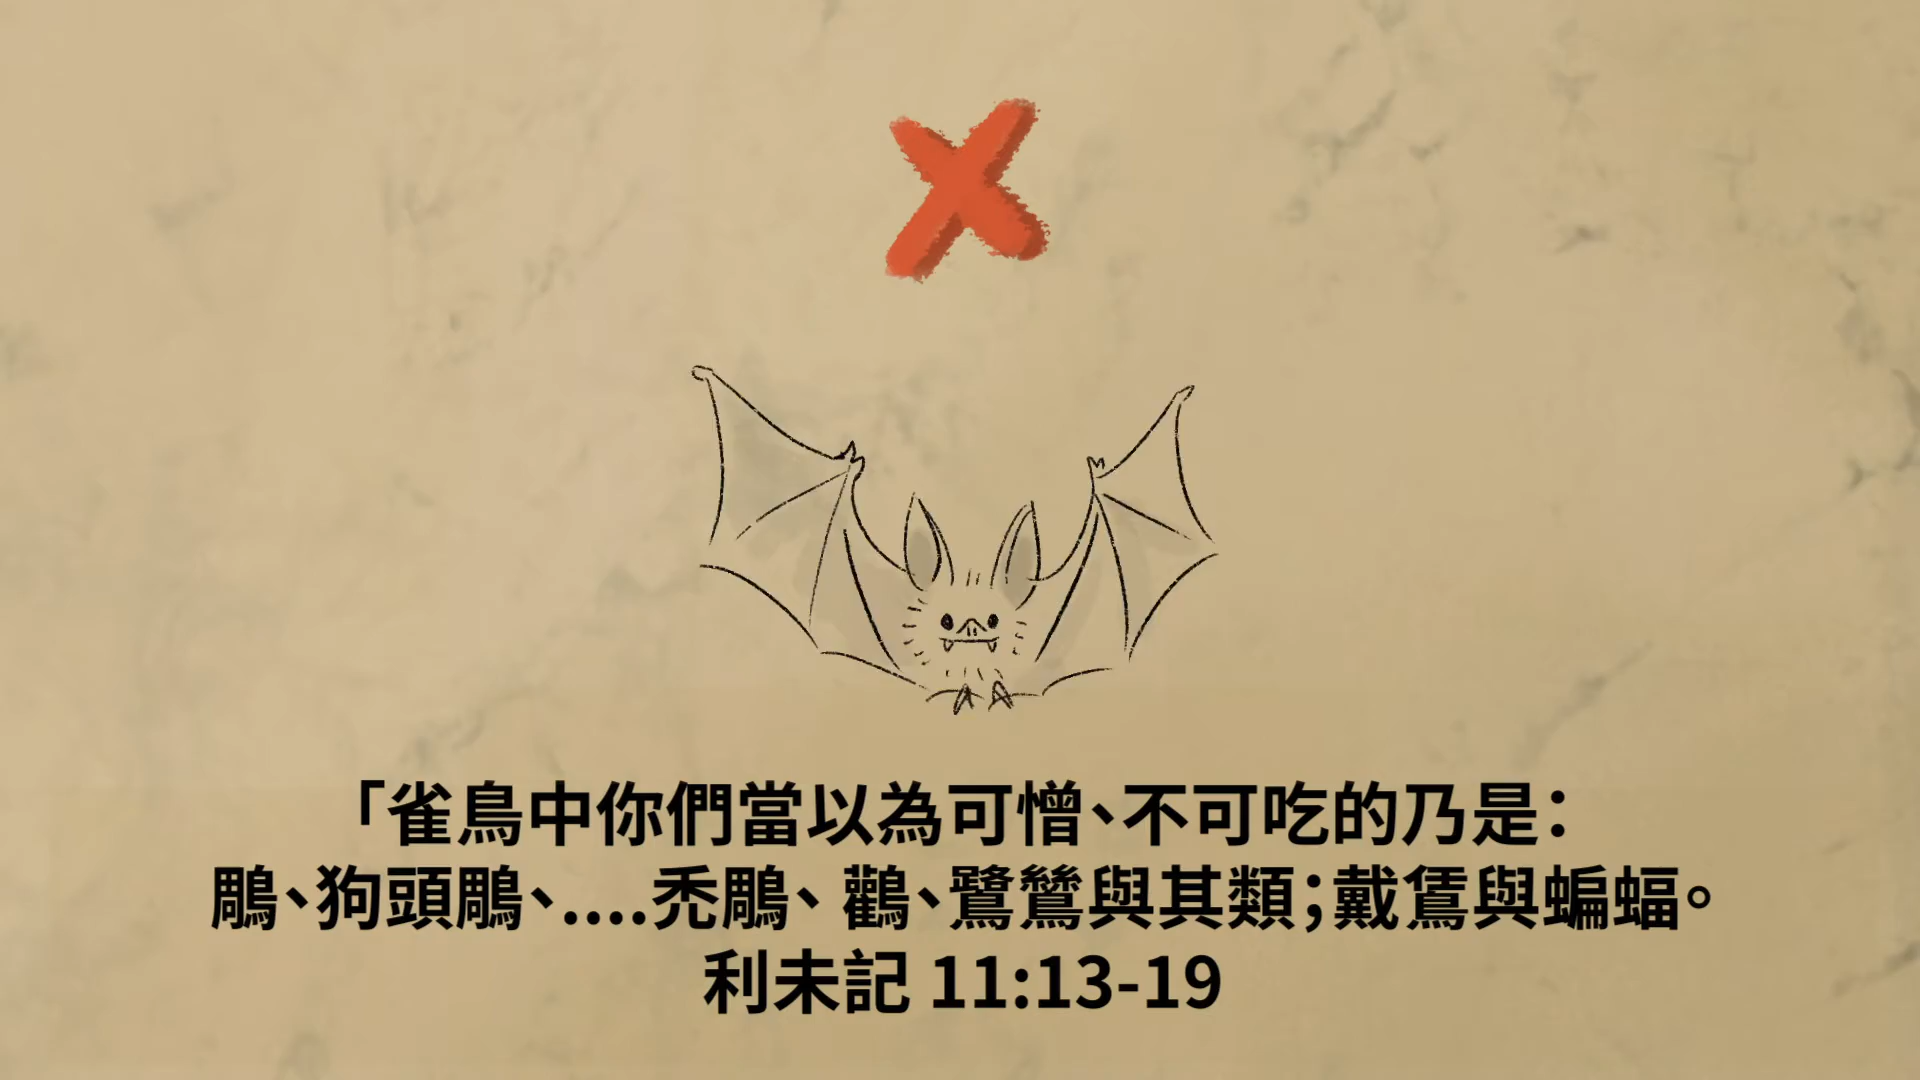 「雀鳥中你們當以為可憎、不可吃的乃是：
鵰、狗頭鵰、....禿鵰、鸛、鷺鷥與其類；戴鵀與蝙蝠。
利未記 11:13-19